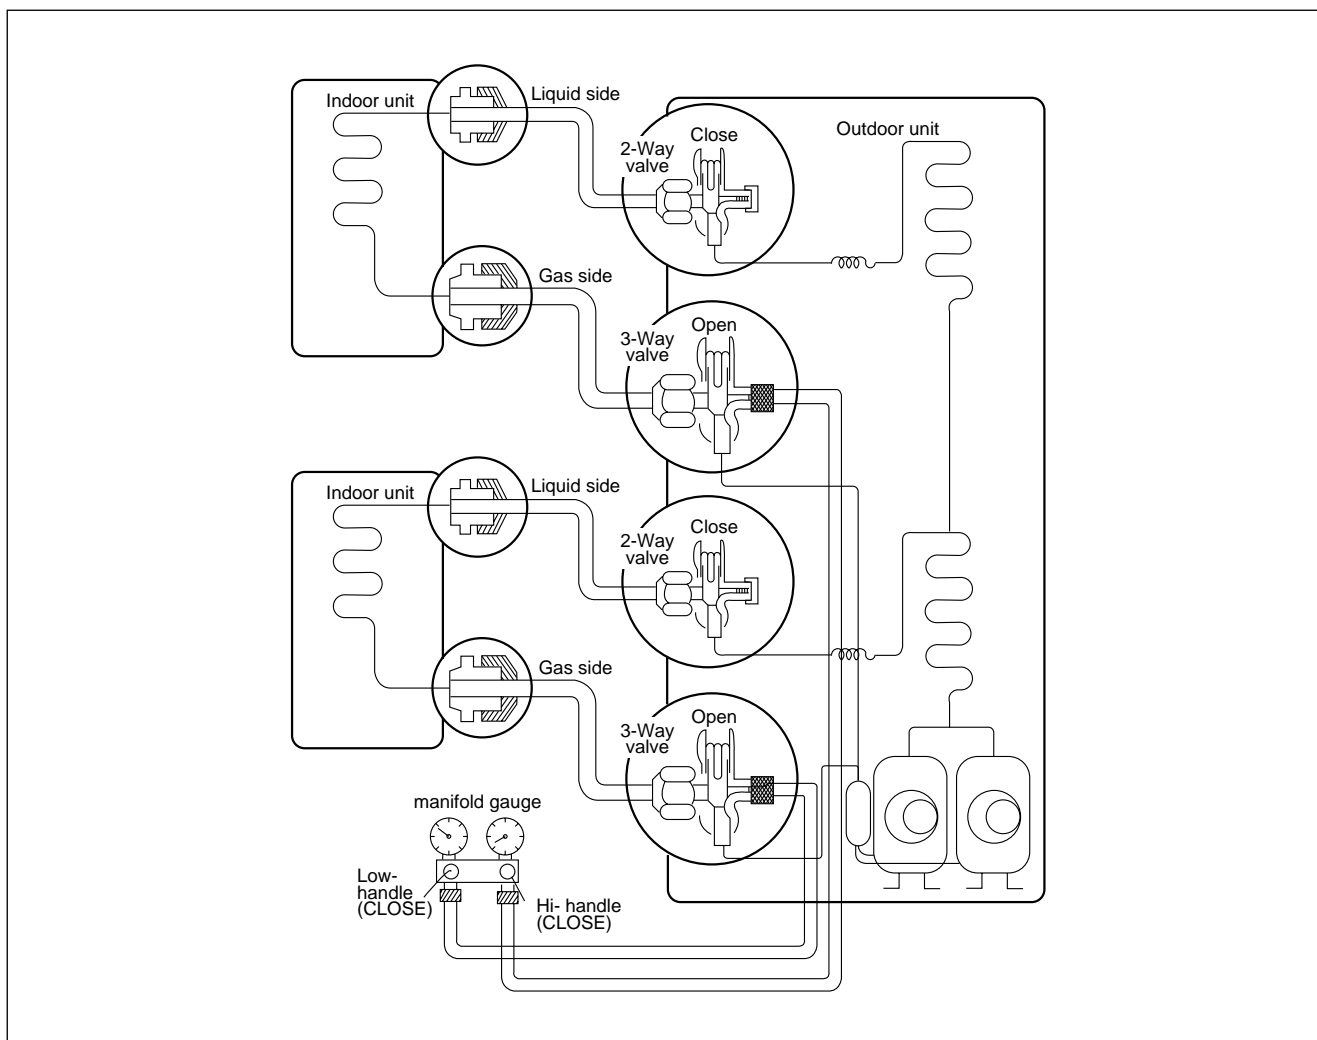 Indoor unit
Liquid side
Close
2-Way
valve
Outdoor unit
Gas side
Open
3-Way
valve
Indoor unit
Liquid side
Close
2-Way
valve
Gas side
Open
3-Way
valve
manifold gauge
Low-
handle
(CLOSE)
Hi- handle
(CLOSE)